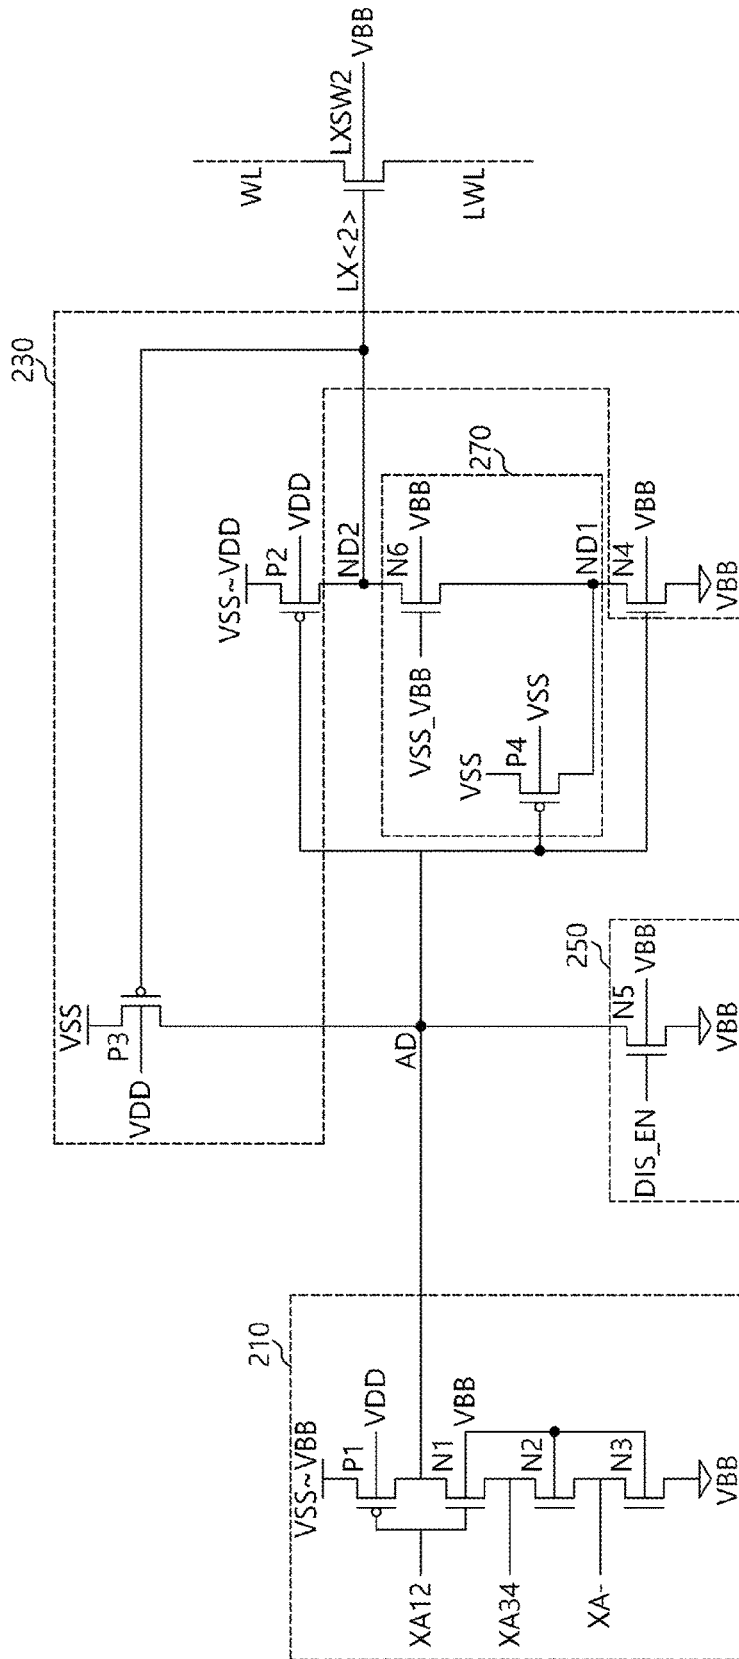 230
WL
LXSW2
VBB
LX<2>
LWL
VSS~VDD
P2
VDD
ND2
270
N6
VBB
VSS_VBB
VSS
P4
VSS
ND1
N4
VBB
VBB
VSS
P3
VDD
AD
250
N5
VBB
DIS_EN
VBB
210
VSS~VBB
P1
VDD
XA12
N1
VBB
XA34
N2
XA-
N3
VBB